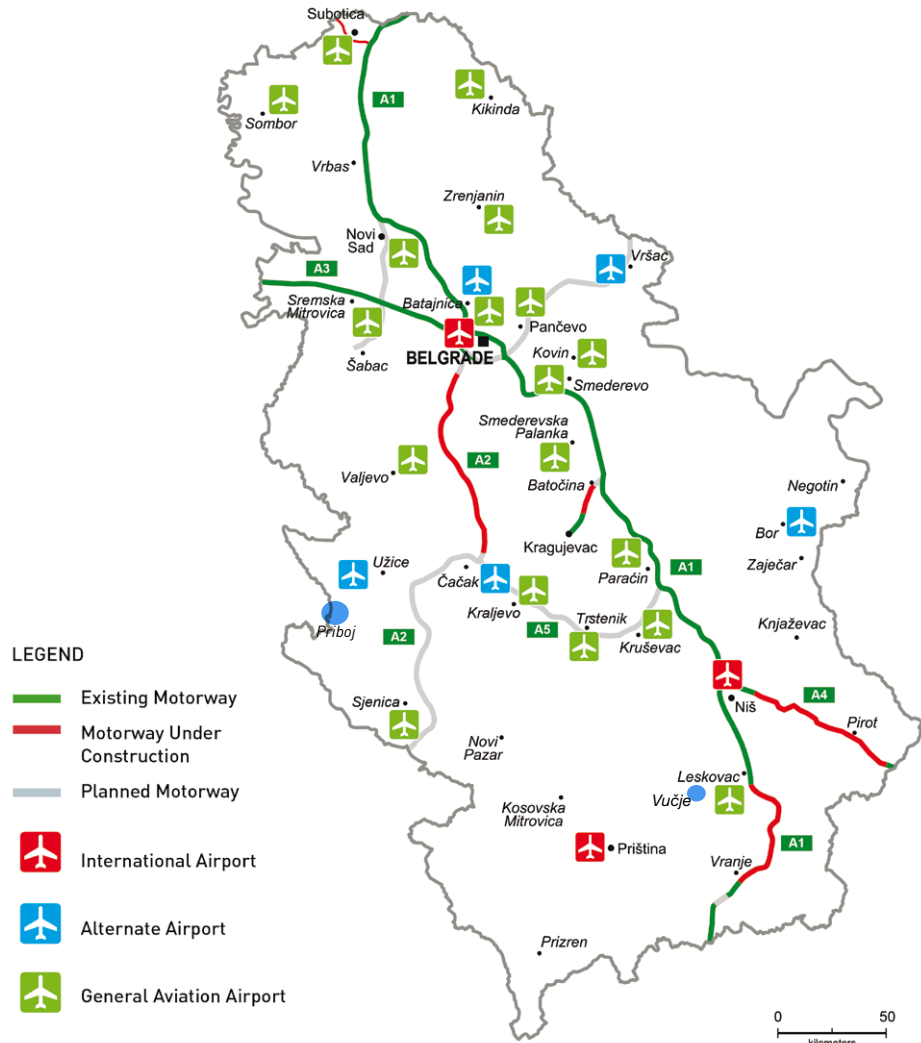 Subotica
A1
Kikinda
Sombor
Vrbas
Zrenjanin
Novi
Sad
Vršac
A3
Sremska
Mitrovica
Batajnica
Pančevo
BELGRADE
Kovin
Šabac
Smederevo
Smederevska
Palanka
A2
Valjevo
Batočina
Negotin
Bor
Kragujevac
Zaječar
Užice
Čačak
Paraćin
A1
Kraljevo
Priboj
A2
A5
Trstenik
Kruševac
Knjaževac
LEGEND
Existing Motorway
Motorway Under
Construction
Planned Motorway
International Airport
Alternate Airport
General Aviation Airport
Sjenica
Niš
A4
Pirot
Novi
Pazar
Leskovac
Vučje
Kosovska
Mitrovica
Priština
A1
Vranje
Prizren
0 50
kilometers